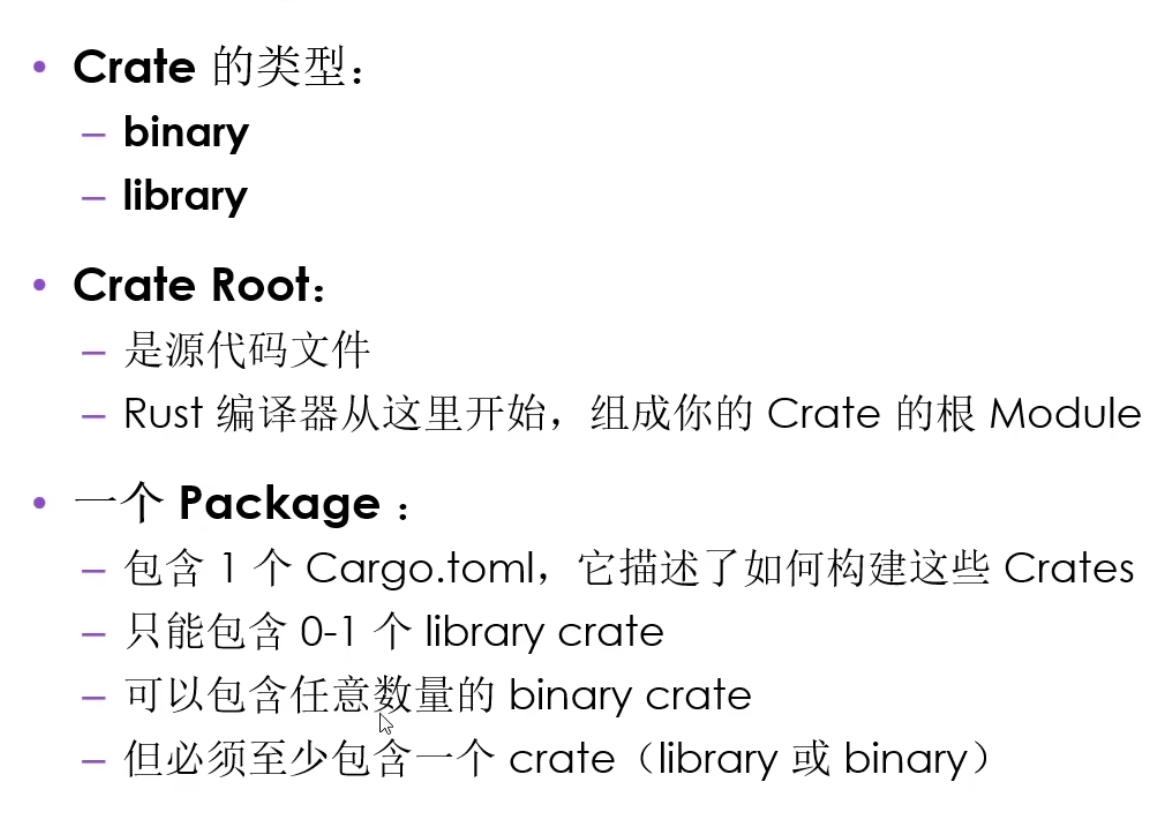 • Crate 的类型：
– binary
– library
• Crate Root：
– 是源代码文件
– Rust 编译器从这里开始，组成你的 Crate 的根 Module
• 一个 Package ：
– 包含 1 个 Cargo.toml，它描述了如何构建这些 Crates
– 只能包含 0-1 个 library crate
– 可以包含任意数量的 binary crate
– 但必须至少包含一个 crate（library 或 binary）